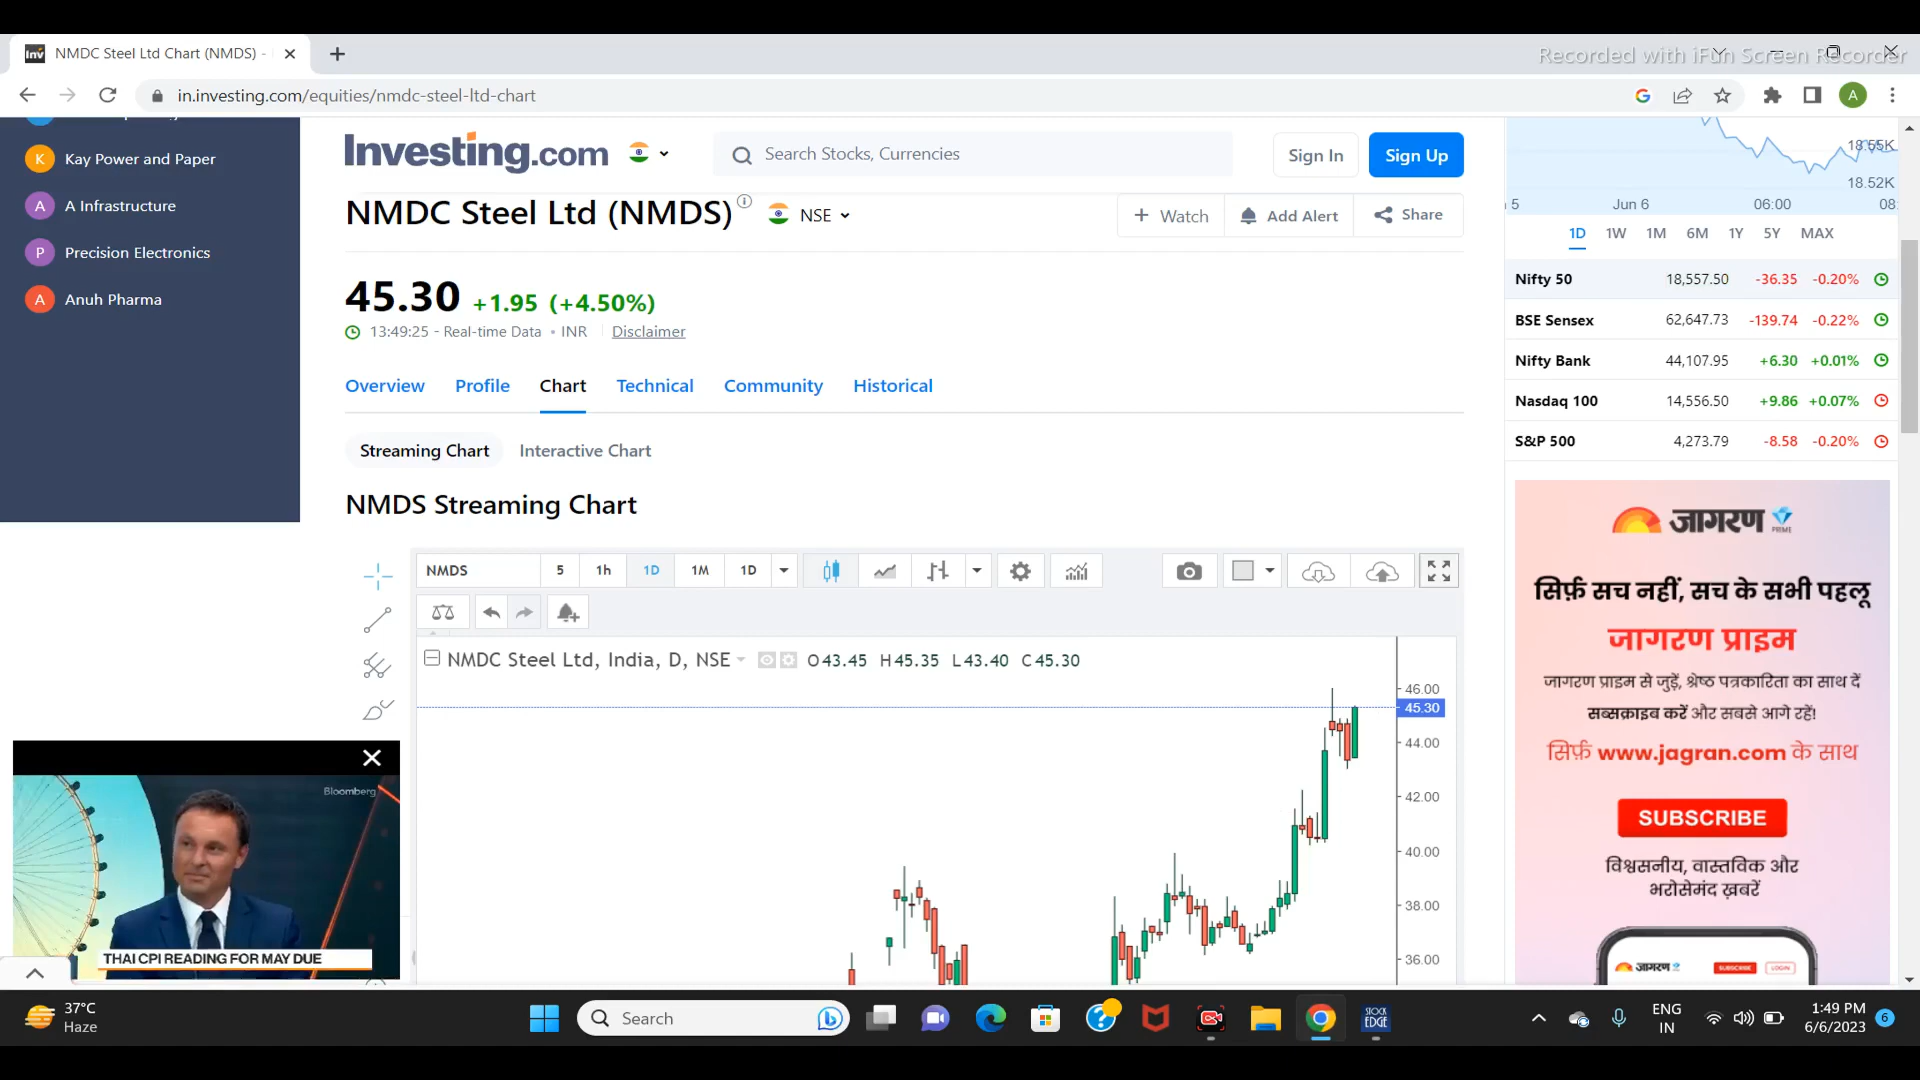 NMDC Steel Ltd Chart (NMDS) -
Recorded with iFun Screen Recorder
in.investing.com/equities/nmdc-steel-ltd-chart
A
K Kay Power and Paper
A A Infrastructure
P Precision Electronics
A Anuh Pharma
Investing.com
Search Stocks, Currencies
Sign In
Sign Up
NMDC Steel Ltd (NMDS)
NSE
+ Watch
Add Alert
Share
45.30 +1.95 (+4.50%)
13:49:25 - Real-time Data • INR
Disclaimer
Overview
Profile
Chart
Technical
Community
Historical
Streaming Chart
Interactive Chart
NMDS Streaming Chart
NMDS
5
1h
1D
1M
1D
NMDC Steel Ltd, India, D, NSE
O43.45 H45.35 L43.40 C45.30
46.00
45.30
44.00
42.00
40.00
38.00
36.00
18.55K
18.52K
5
Jun 6
06:00
08:
1D 1W 1M 6M 1Y 5Y MAX
Nifty 50 18,557.50 -36.35 -0.20%
BSE Sensex 62,647.73 -139.74 -0.22%
Nifty Bank 44,107.95 +6.30 +0.01%
Nasdaq 100 14,556.50 +9.86 +0.07%
S&P 500 4,273.79 -8.58 -0.20%
जागरण PRIME
सिर्फ़ सच नहीं, सच के सभी पहलू
जागरण प्राइम
जागरण प्राइम से जुड़ें, श्रेष्ठ पत्रकारिता का साथ दें
सब्सक्राइब करें और सबसे आगे रहें!
सिर्फ़ www.jagran.com के साथ
SUBSCRIBE
विश्वसनीय, वास्तविक और
भरोसेमंद ख़बरें
जागरण
SUBSCRIBE
LOGIN
Bloomberg
THAI CPI READING FOR MAY DUE
37°C
Haze
Search
STOCK
EDGE
ENG
IN
1:49 PM
6/6/2023
6